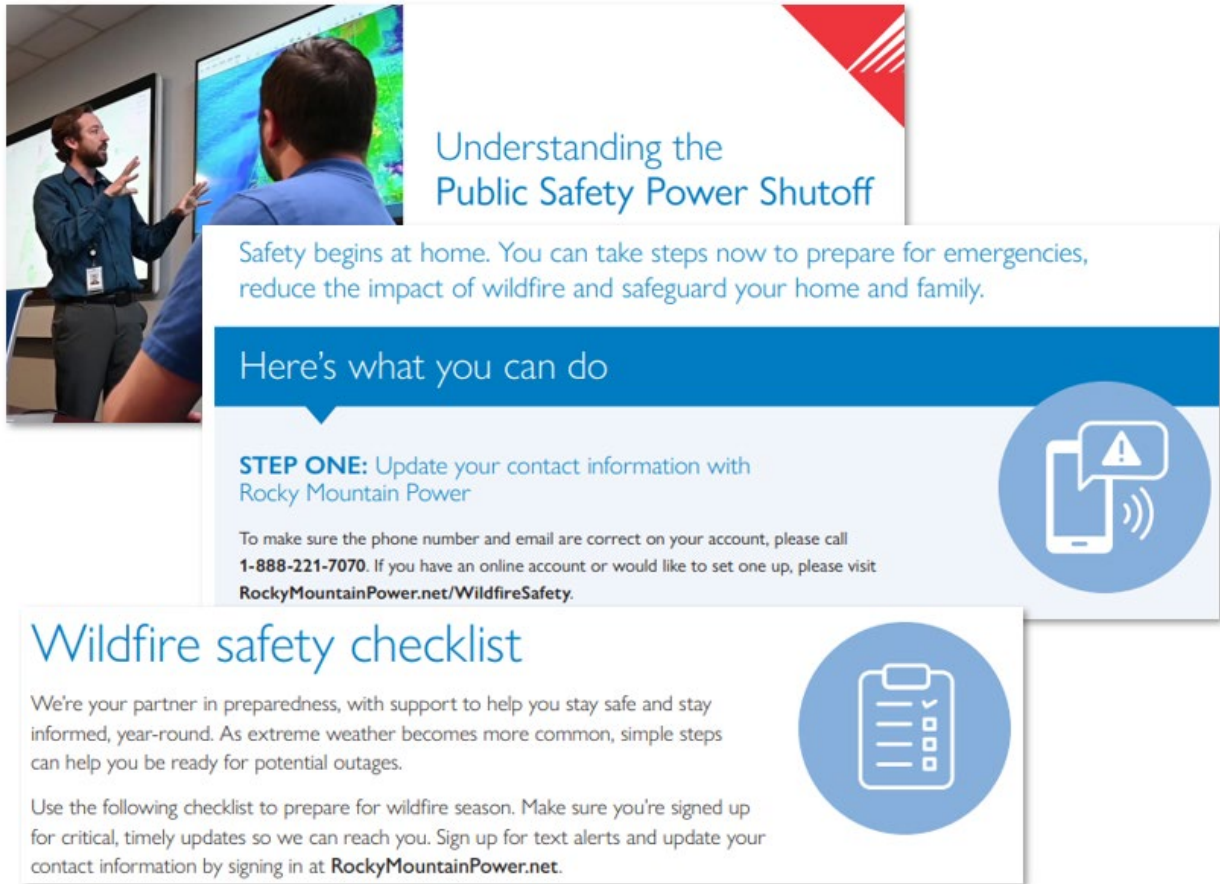 Understanding the
Public Safety Power Shutoff
Safety begins at home. You can take steps now to prepare for emergencies,
reduce the impact of wildfire and safeguard your home and family.
Here’s what you can do
STEP ONE: Update your contact information with
Rocky Mountain Power
To make sure the phone number and email are correct on your account, please call
1-888-221-7070. If you have an online account or would like to set one up, please visit
RockyMountainPower.net/WildfireSafety.
Wildfire safety checklist
We’re your partner in preparedness, with support to help you stay safe and stay
informed, year-round. As extreme weather becomes more common, simple steps
can help you be ready for potential outages.
Use the following checklist to prepare for wildfire season. Make sure you’re signed up
for critical, timely updates so we can reach you. Sign up for text alerts and update your
contact information by signing in at RockyMountainPower.net.